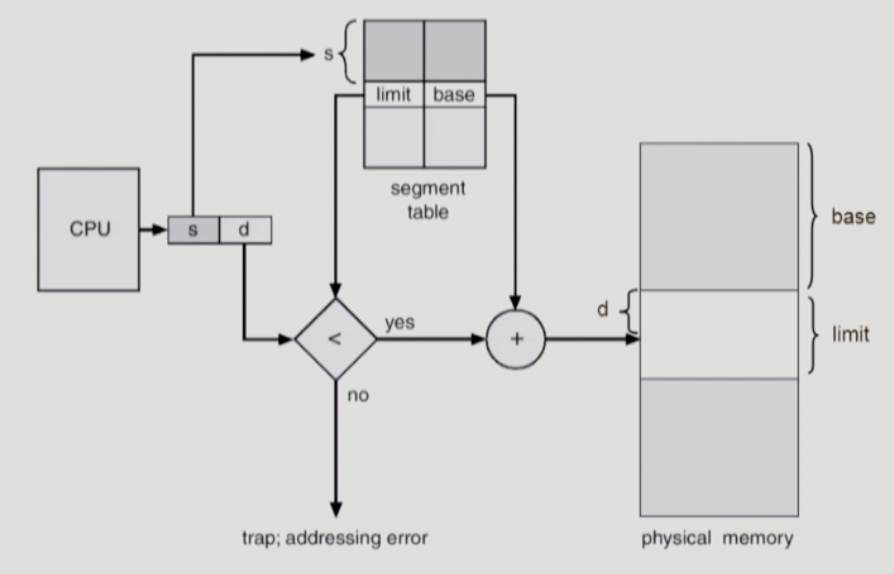 s
limit base
segment
table
CPU
s d
base
d
limit
<
yes
+
no
trap; addressing error
physical memory